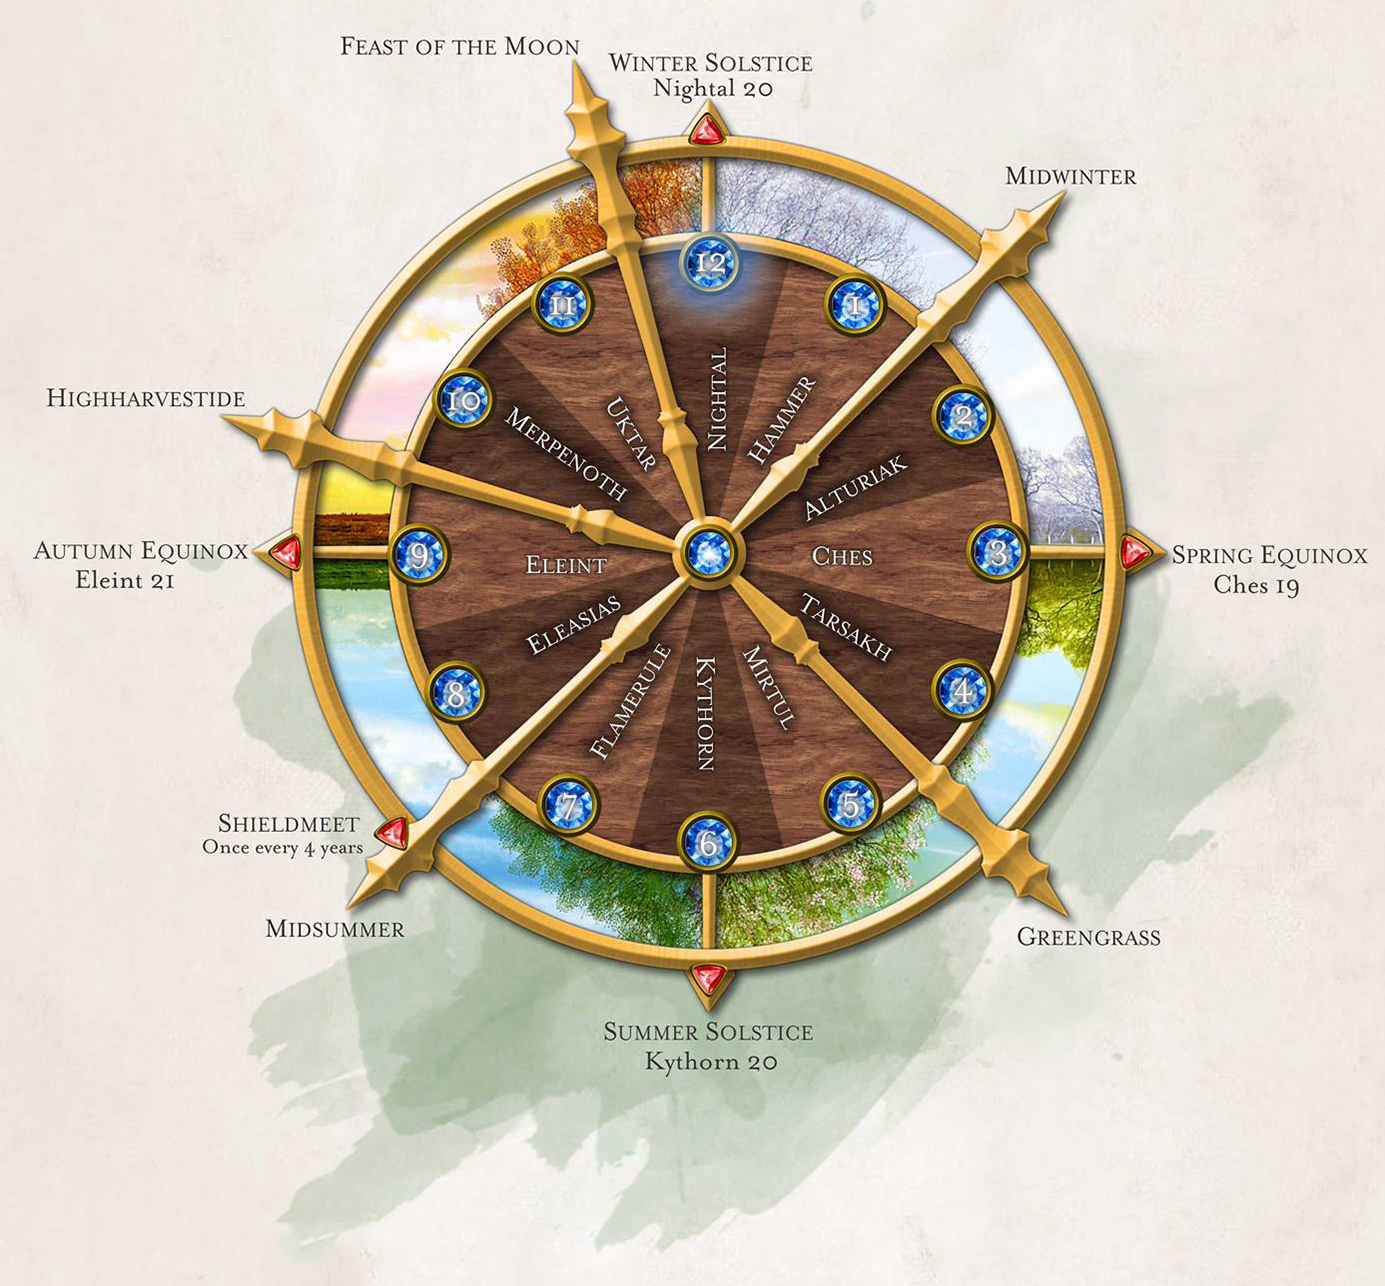 FEAST OF THE MOON
WINTER SOLSTICE
Nightal 20
MIDWINTER
12
11
1
10
2
NIGHTAL
HAMMER
UKTAR
MERPENOTH
ALTURIAK
HIGHHARVESTIDE
AUTUMN EQUINOX
Eleint 21
9
ELEINT
CHES
3
SPRING EQUINOX
Ches 19
ELEASIAS
TARSAKH
FLAMERULE
KYTHORN
MIRTUL
8
4
7
5
6
SHIELDMEET
Once every 4 years
MIDSUMMER
GREENGRASS
SUMMER SOLSTICE
Kythorn 20